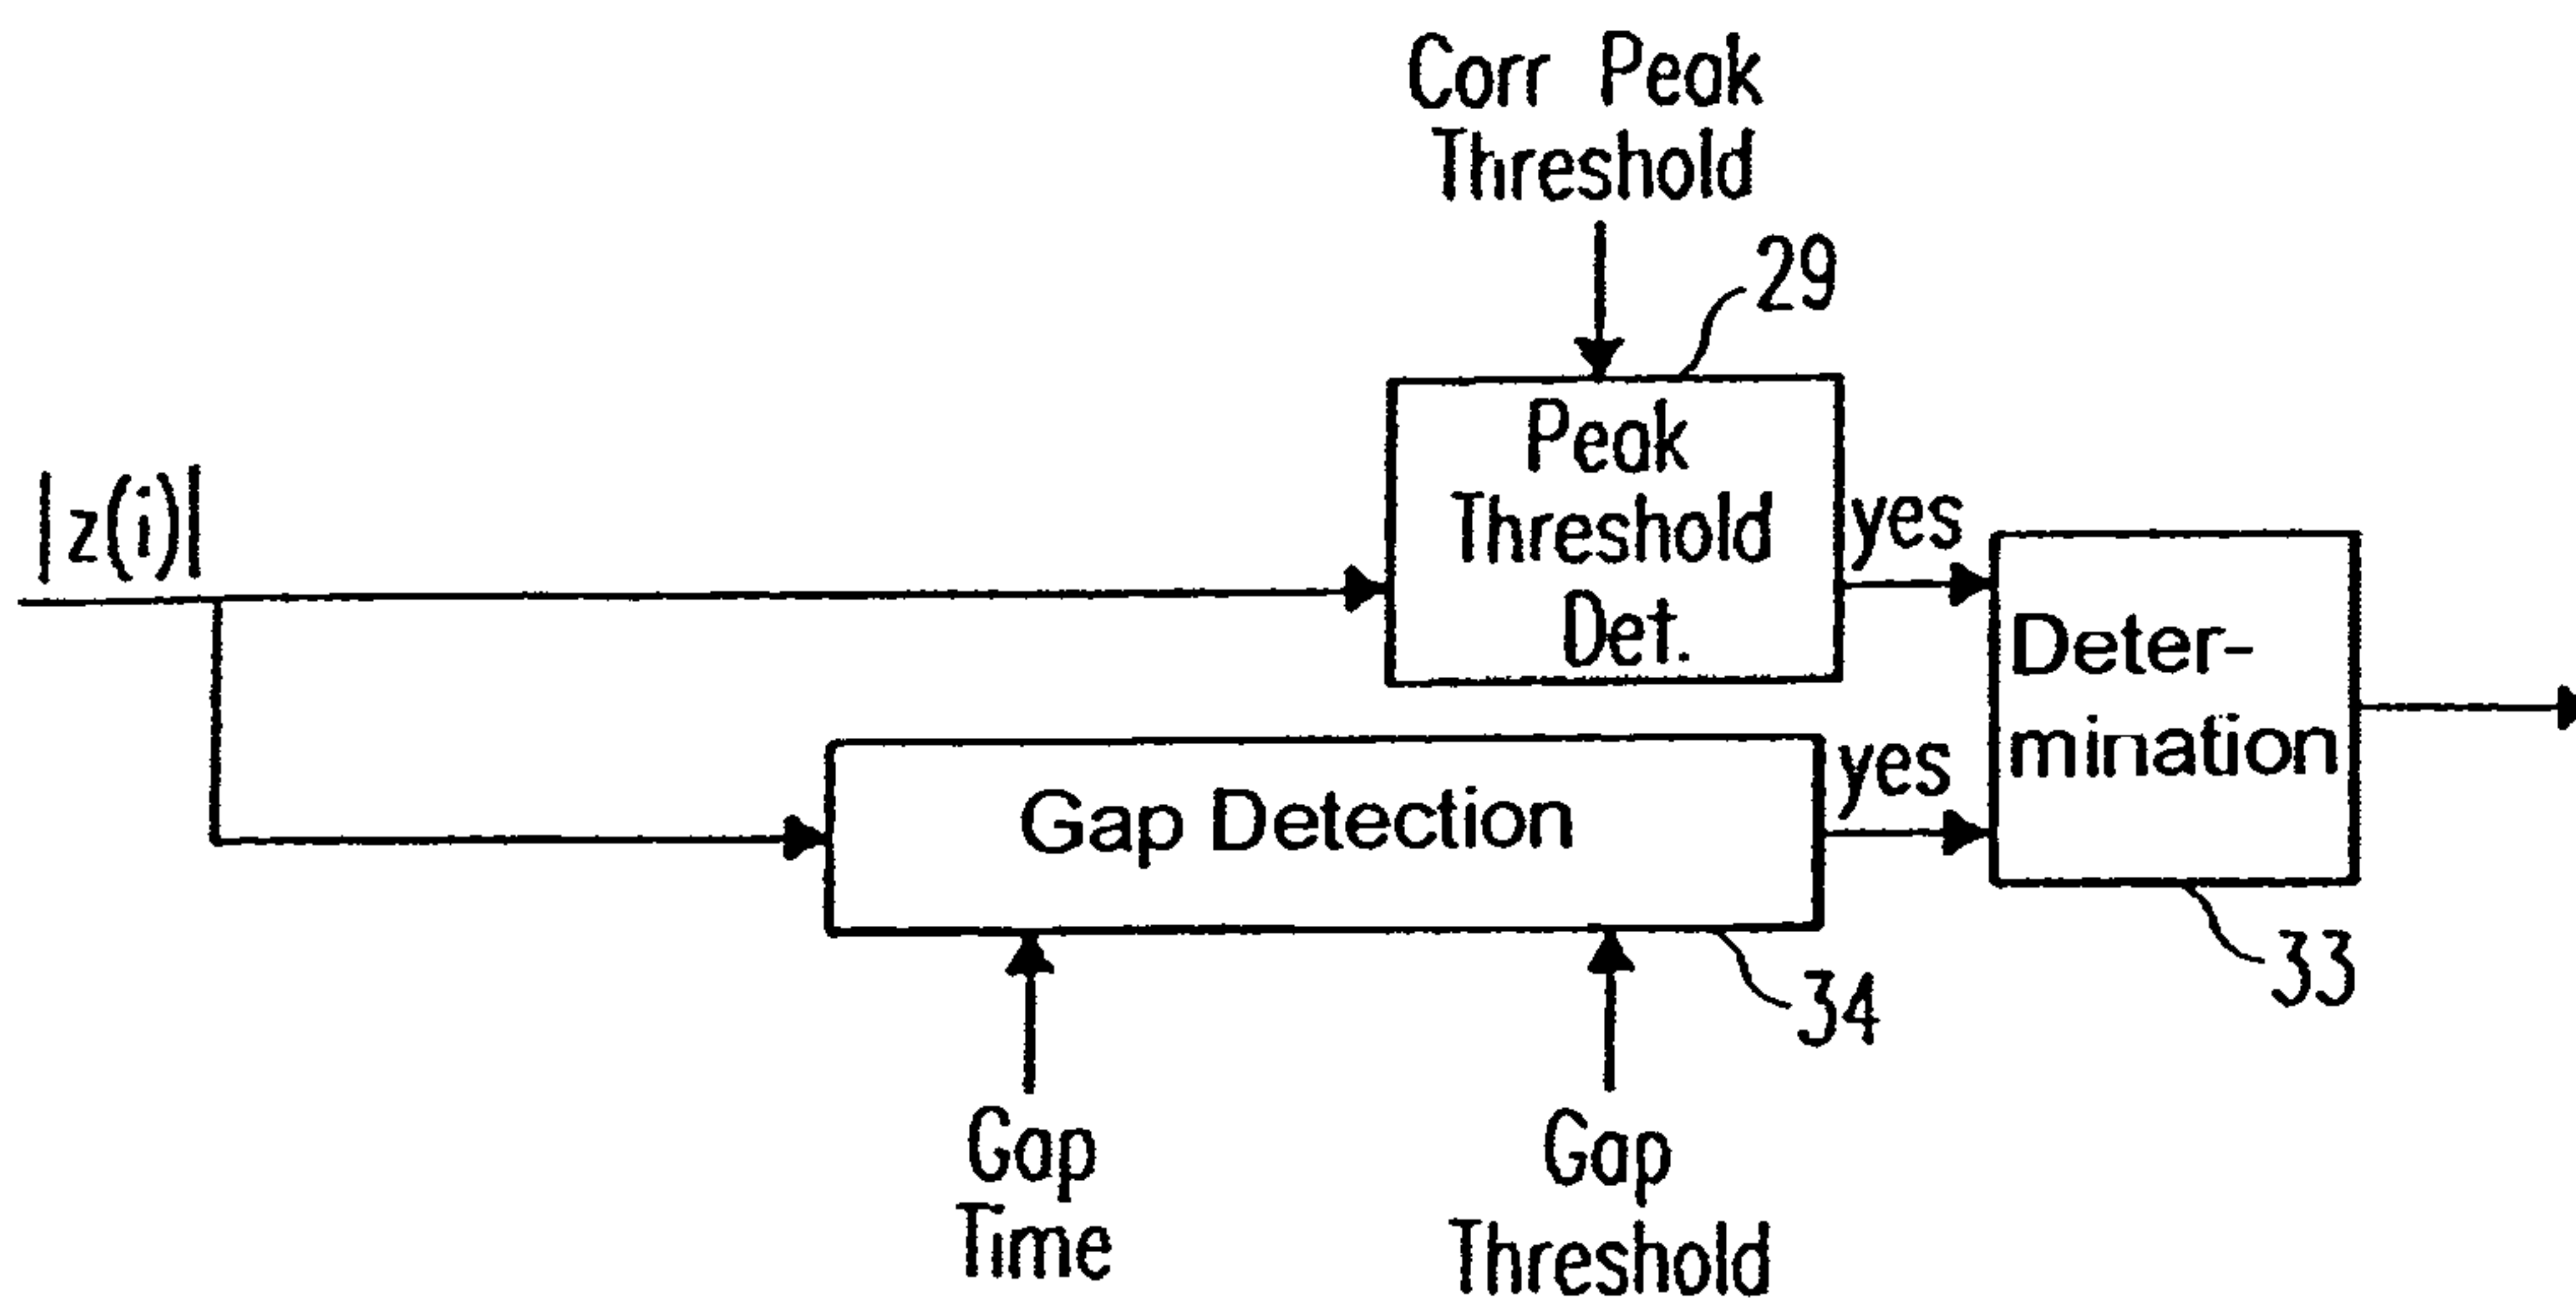 Corr Peak
Threshold
29
|z(i)|
Peak
Threshold
Det.
yes
Deter-
mination
yes
Gap Detection
33
34
Gap
Time
Gap
Threshold